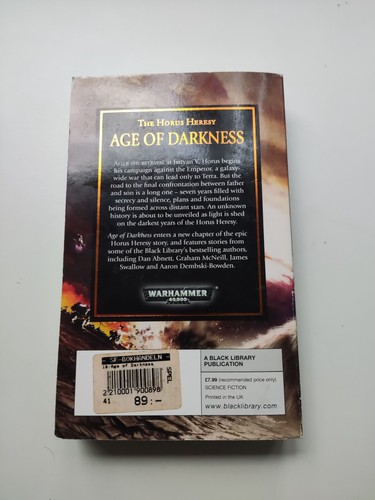 THE HORUS HERESY
AGE OF DARKNESS
AFTER THE BETRAYAL at Isstvan V, Horus begins
his campaign against the Emperor, a galaxy-
wide war that can lead only to Terra. But the
road to the final confrontation between father
and son is a long one – seven years filled with
secrecy and silence, plans and foundations
being formed across distant stars. An unknown
history is about to be unveiled as light is shed
on the darkest years of the Horus Heresy.
Age of Darkness enters a new chapter of the epic
Horus Heresy story, and features stories from
some of the Black Library's bestselling authors,
including Dan Abnett, Graham McNeill, James
Swallow and Aaron Dembski-Bowden.
WARHAMMER
40,000
SF-BOKHANDELN
16-Age of Darkness
SPEL
2210001900898
41
89:-
A BLACK LIBRARY
PUBLICATION
£7.99 (recommended price only)
SCIENCE FICTION
Printed in the UK
www.blacklibrary.com